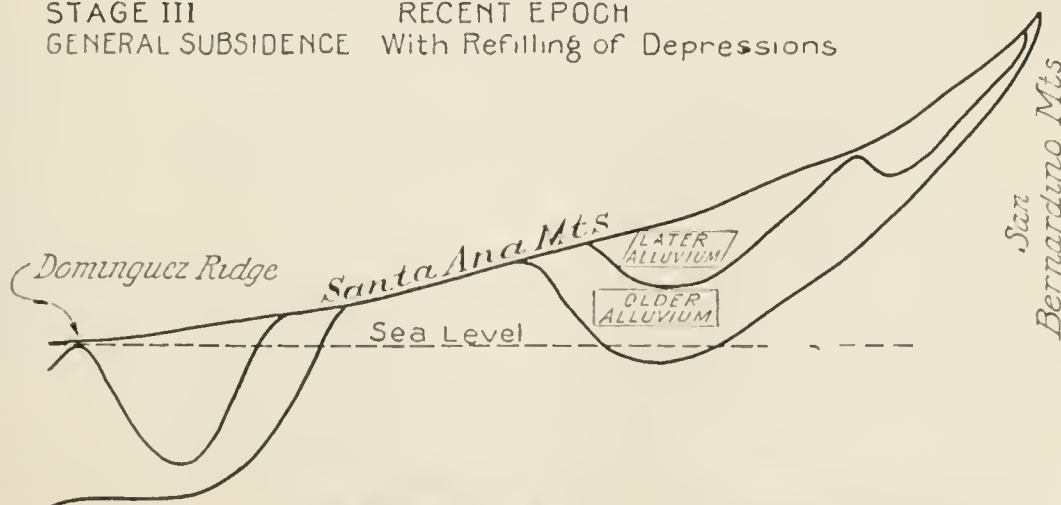 STAGE III RECENT EPOCH
GENERAL SUBSIDENCE With Refilling of Depressions
San
Bernardino Mts
Santa Ana Mts
LATER
ALLUVIUM
Dominguez Ridge
OLDER
ALLUVIUM
Sea Level